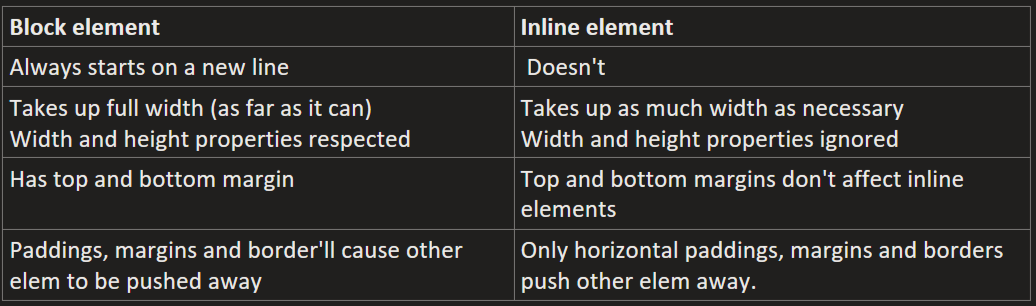 Block element
Inline element
Always starts on a new line
Doesn't
Takes up full width (as far as it can)
Width and height properties respected
Takes up as much width as necessary
Width and height properties ignored
Has top and bottom margin
Top and bottom margins don't affect inline
elements
Paddings, margins and border'll cause other
elem to be pushed away
Only horizontal paddings, margins and borders
push other elem away.